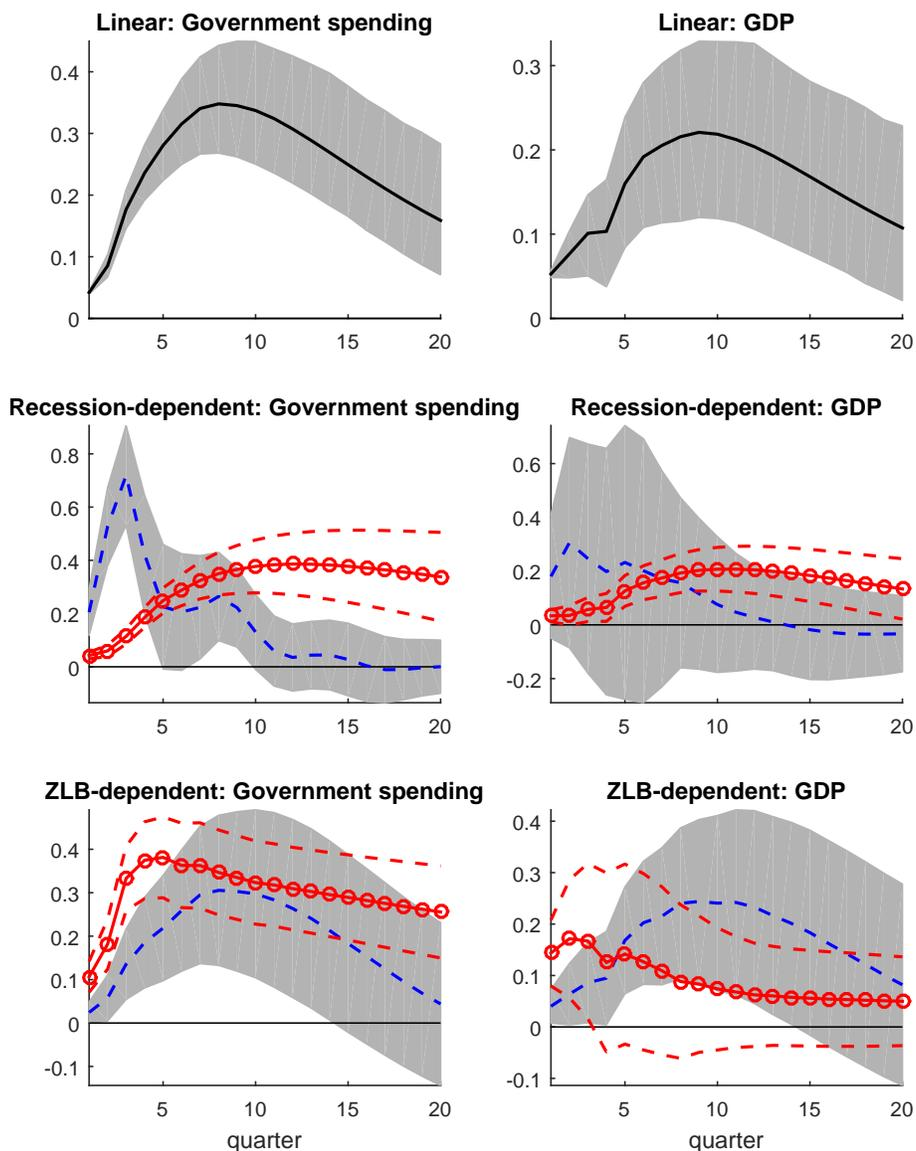 Linear: Government spending
0.4
0.3
0.2
0.1
0
5 10 15 20
Linear: GDP
0.3
0.2
0.1
0
5 10 15 20
Recession-dependent: Government spending
0.8
0.6
0.4
0.2
0
5 10 15 20
Recession-dependent: GDP
0.6
0.4
0.2
0
-0.2
5 10 15 20
ZLB-dependent: Government spending
0.4
0.3
0.2
0.1
0
-0.1
5 10 15 20
quarter
ZLB-dependent: GDP
0.4
0.3
0.2
0.1
0
-0.1
5 10 15 20
quarter